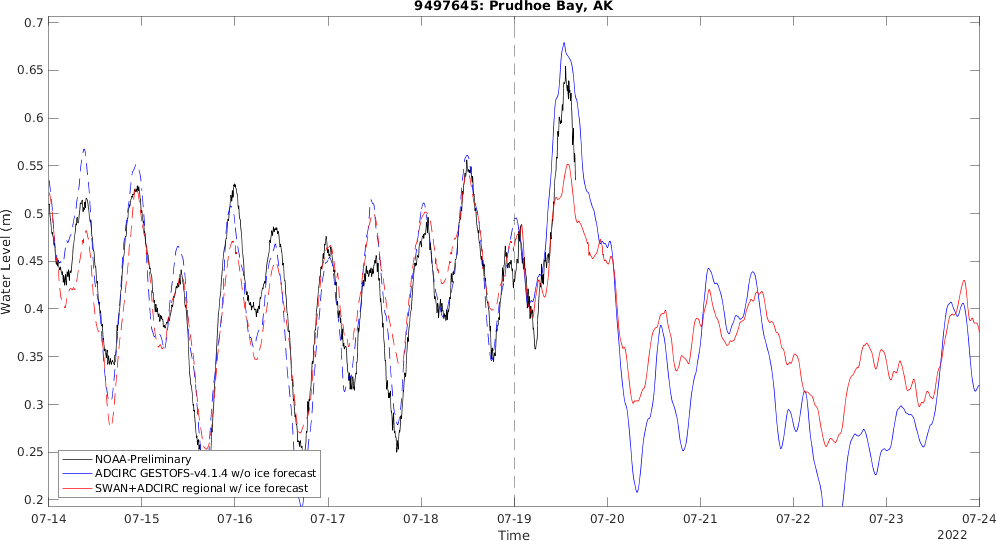 9497645: Prudhoe Bay, AK
0.7
0.65
0.6
0.55
0.5
0.45
0.4
0.35
0.3
0.25
0.2
Water Level (m)
NOAA-Preliminary
ADCIRC GESTOFS-v4.1.4 w/o ice forecast
SWAN+ADCIRC regional w/ ice forecast
07-14 07-15 07-16 07-17 07-18 07-19 07-20 07-21 07-22 07-23 07-24
Time
2022